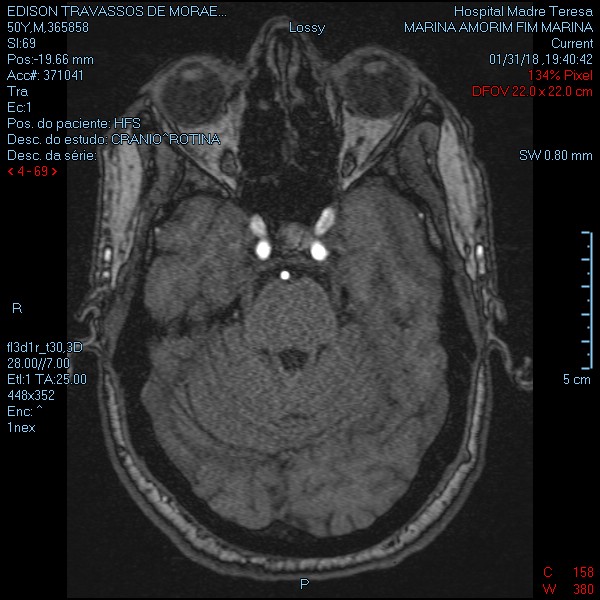 EDISON TRAVASSOS DE MORAE...
50Y,M,365858
Sl:69
Pos:-19.66 mm
Acc#: 371041
Tra
Ec:1
Pos. do paciente: HFS
Desc. do estudo: CRANIO^ROTINA
Desc. da série:
< 4 - 69 >
Lossy
Hospital Madre Teresa
MARINA AMORIM FIM MARINA
Current
01/31/18 ,19:40:42
134% Pixel
DFOV 22.0 x 22.0 cm
SW 0.80 mm
R
5 cm
fl3d1r_t30,3D
28.00//7.00
Etl:1 TA:25.00
448x352
Enc: ^
1nex
P
C 158
W 380